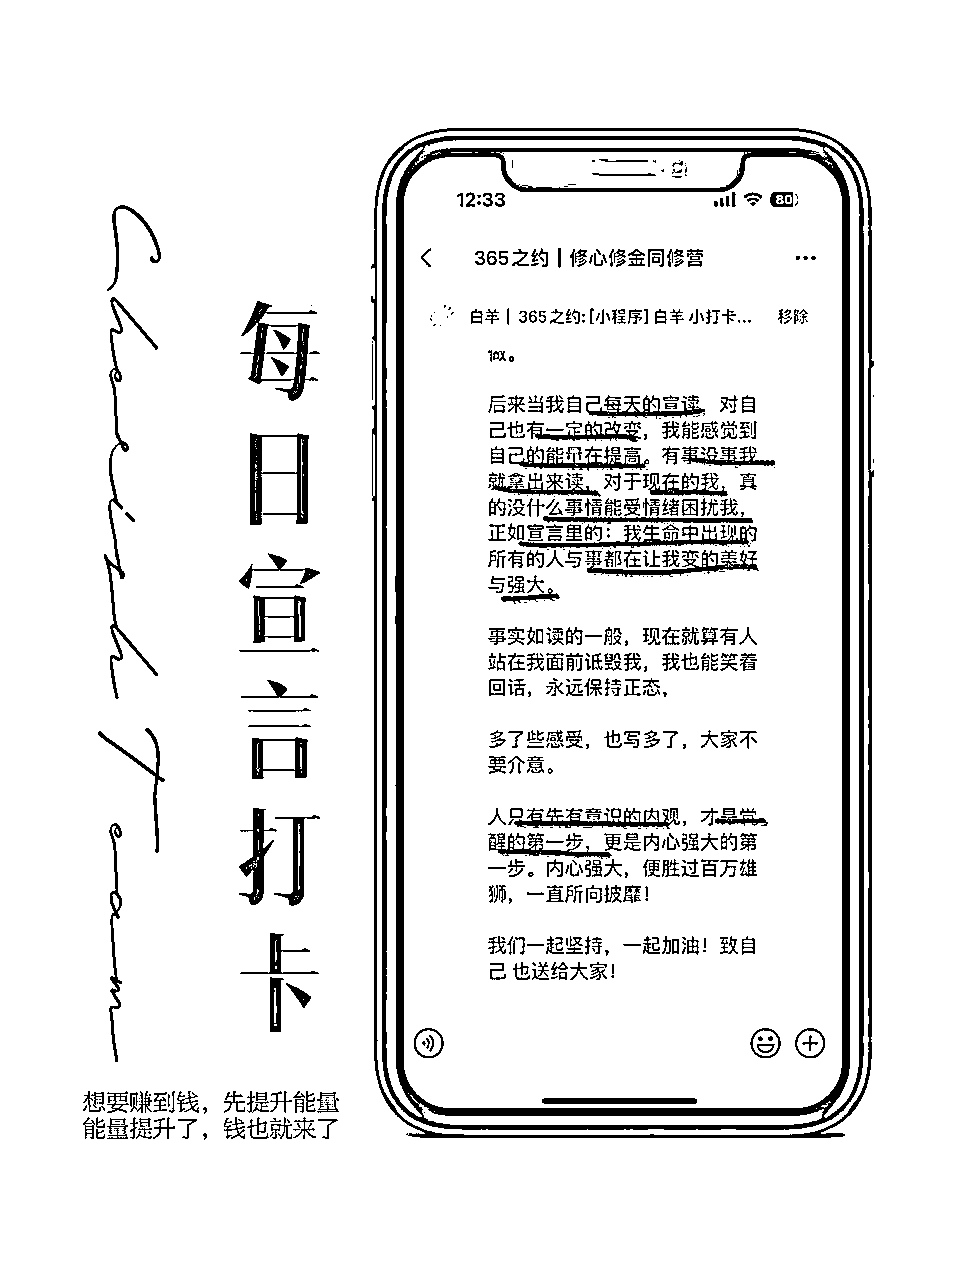 Choeinh Team
每日宣言打卡
想要赚到钱，先提升能量
能量提升了，钱也就来了
12:33
80
365之约 | 修心修金同修营
白羊 | 365之约: [小程序] 白羊 小打卡... 移除
后来当我自己每天的宣读，对自
己也有一定的改变，我能感觉到
自己的能量在提高。有事没事我
就拿出来读，对于现在的我，真
的没什么事情能受情绪困扰我，
正如宣言里的：我生命中出现的
所有的人与事都在让我变的美好
与强大。
事实如读的一般，现在就算有人
站在我面前诋毁我，我也能笑着
回话，永远保持正态，
多了些感受，也写多了，大家不
要介意。
人只有先有意识的内观，才是觉
醒的第一步，更是内心强大的第
一步。内心强大，便胜过百万雄
狮，一直所向披靡！
我们一起坚持，一起加油！致自
己 也送给大家！